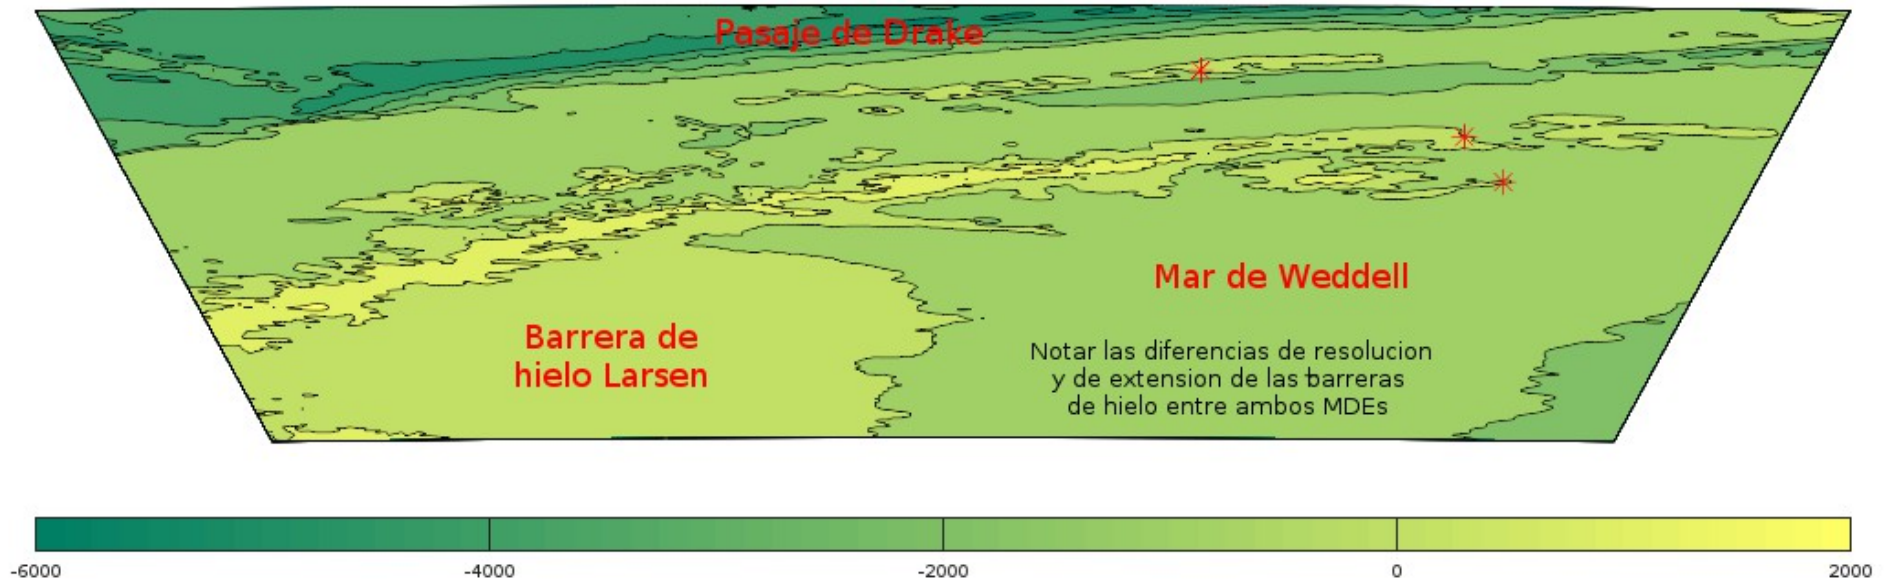 Pasaje de Drake
Mar de Weddell
Barrera de
hielo Larsen
Notar las diferencias de resolucion
y de extension de las barreras
de hielo entre ambos MDEs
-6000 -4000 -2000 0 2000